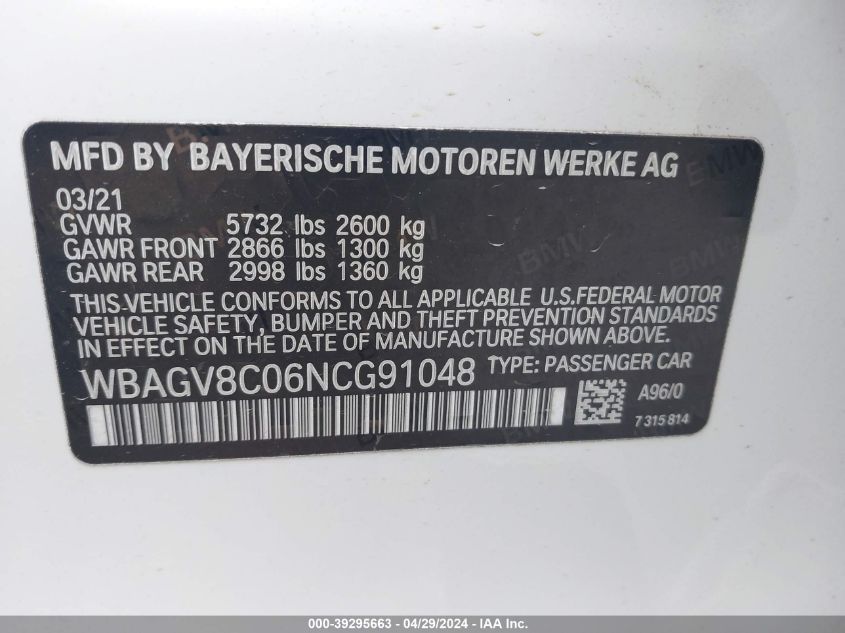 MFD BY BAYERISCHE MOTOREN WERKE AG
03/21
GVWR 5732 lbs 2600 kg
GAWR FRONT 2866 lbs 1300 kg
GAWR REAR 2998 lbs 1360 kg
THIS VEHICLE CONFORMS TO ALL APPLICABLE U.S.FEDERAL MOTOR
VEHICLE SAFETY, BUMPER AND THEFT PREVENTION STANDARDS
IN EFFECT ON THE DATE OF MANUFACTURE SHOWN ABOVE.
WBAGV8C06NCG91048 TYPE: PASSENGER CAR
A96/0
7 315 814
000-39295663 - 04/29/2024 - IAA Inc.